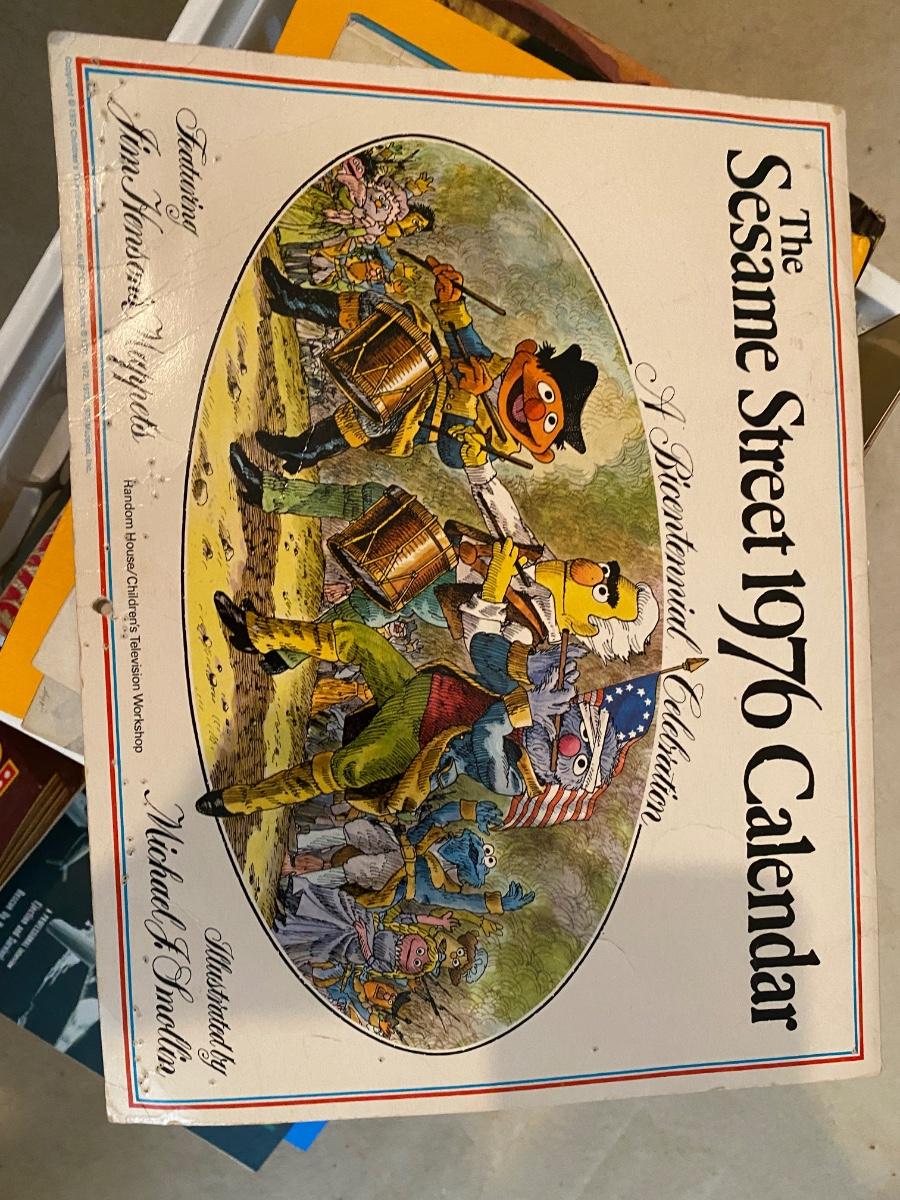 The
Sesame Street 1976 Calendar
A Bicentennial Celebration
Featuring
Jim Henson's Muppets
Illustrated by
Michael J. Smollin
Random House/Children's Television Workshop